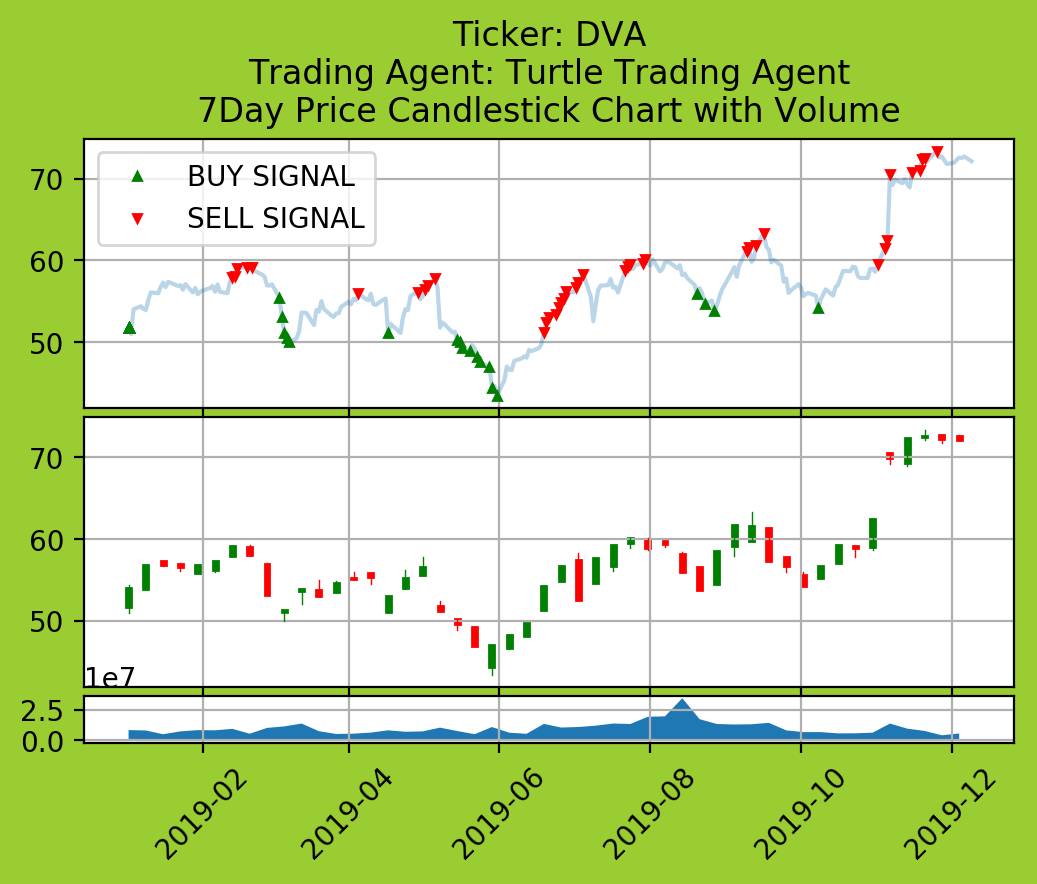 Ticker: DVA
Trading Agent: Turtle Trading Agent
7Day Price Candlestick Chart with Volume
BUY SIGNAL
SELL SIGNAL
70
60
50
70
60
50
1e7
2.5
0.0
2019-02
2019-04
2019-06
2019-08
2019-10
2019-12